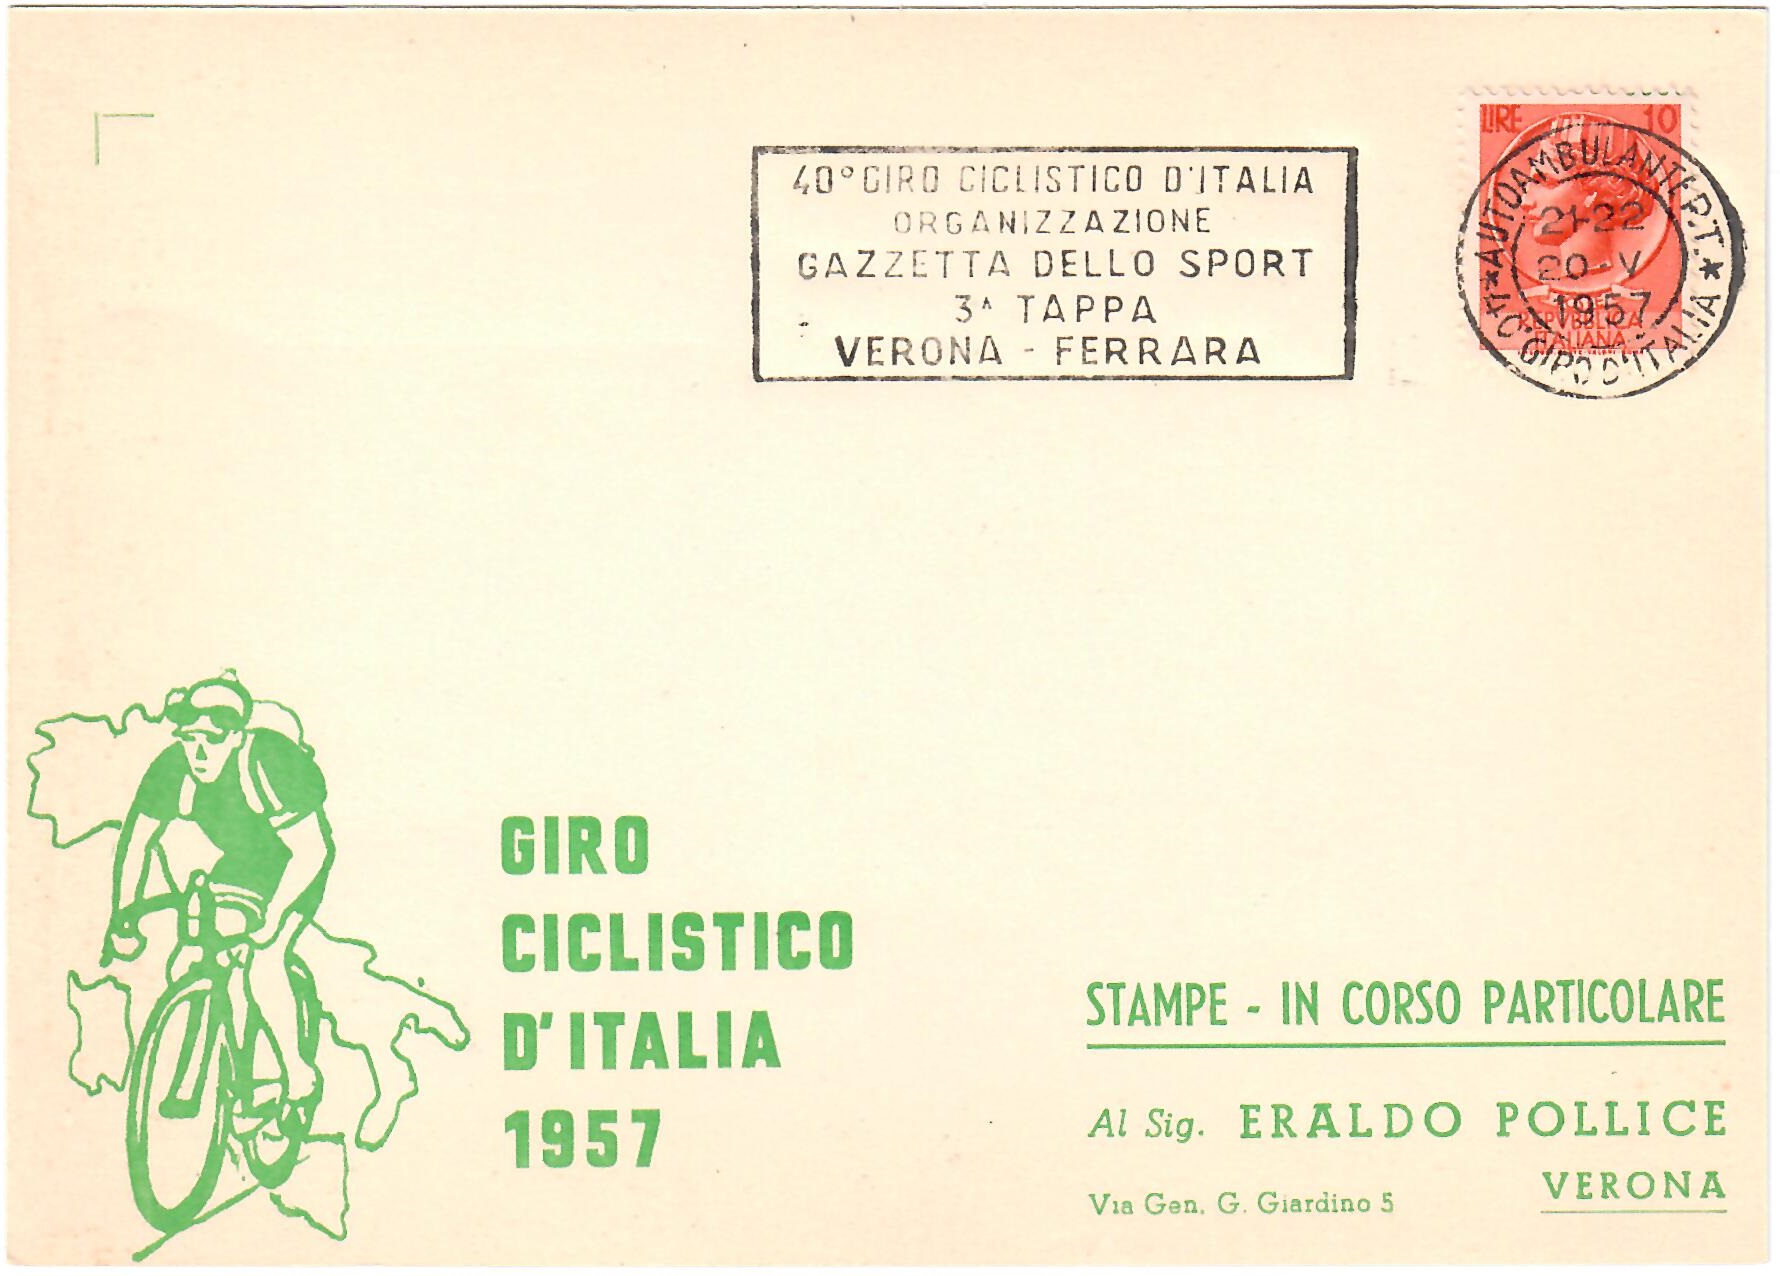 40° GIRO CICLISTICO D'ITALIA
ORGANIZZAZIONE
GAZZETTA DELLO SPORT
3ᴬ TAPPA
VERONA - FERRARA
LIRE 10
* AUTOAMBULANTE P.T. *
21-22
20-V
1957
GIRO D'ITALIA
REPVBBLICA
ITALIANA
GIRO
CICLISTICO
D'ITALIA
1957
STAMPE - IN CORSO PARTICOLARE
Al Sig. ERALDO POLLICE
VERONA
Via Gen. G. Giardino 5